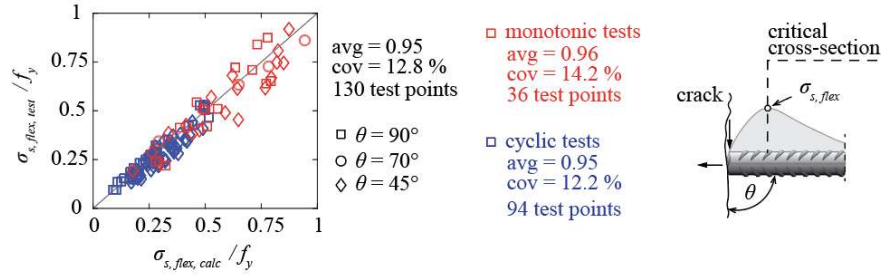 σs,flex,test / fy
1
0.75
0.5
0.25
0
0
0.25
0.5
0.75
1
σs,flex,calc / fy
avg = 0.95
cov = 12.8 %
130 test points
θ = 90°
θ = 70°
θ = 45°
monotonic tests
avg = 0.96
cov = 14.2 %
36 test points
cyclic tests
avg = 0.95
cov = 12.2 %
94 test points
critical
cross-section
σs,flex
crack
θ